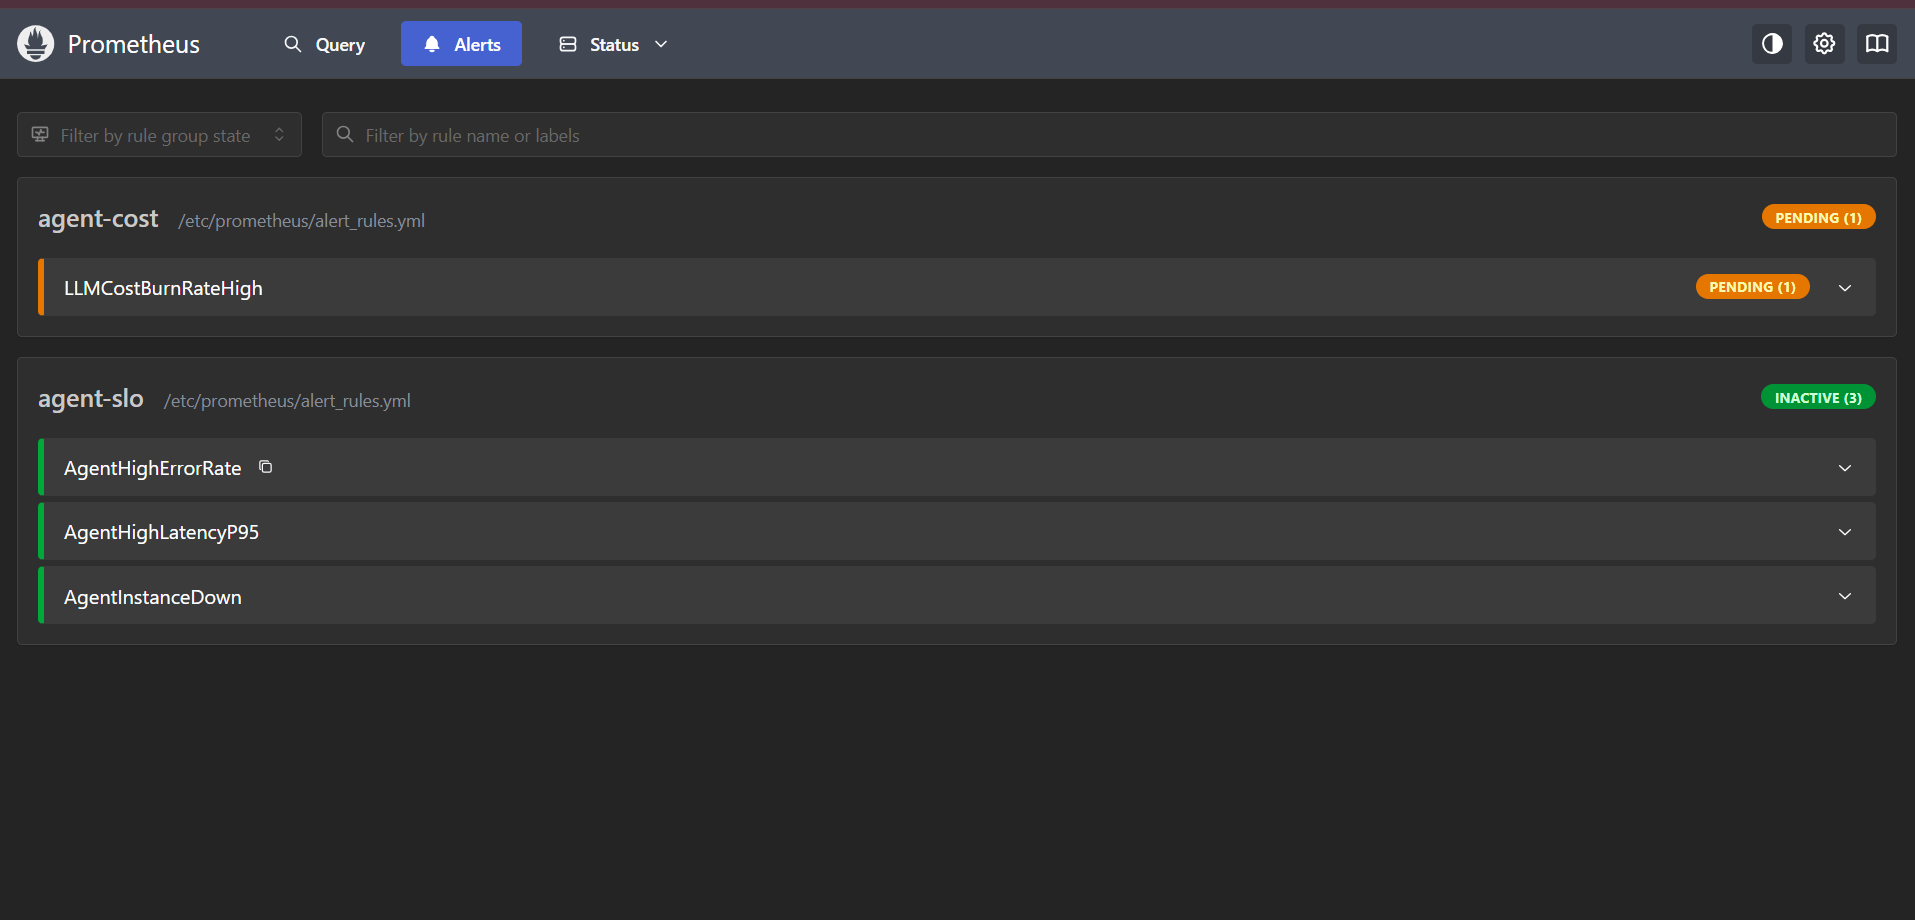 Prometheus Query Alerts Status
Filter by rule group state Filter by rule name or labels
agent-cost /etc/prometheus/alert_rules.yml PENDING (1)
LLMCostBurnRateHigh PENDING (1)
agent-slo /etc/prometheus/alert_rules.yml INACTIVE (3)
AgentHighErrorRate
AgentHighLatencyP95
AgentInstanceDown